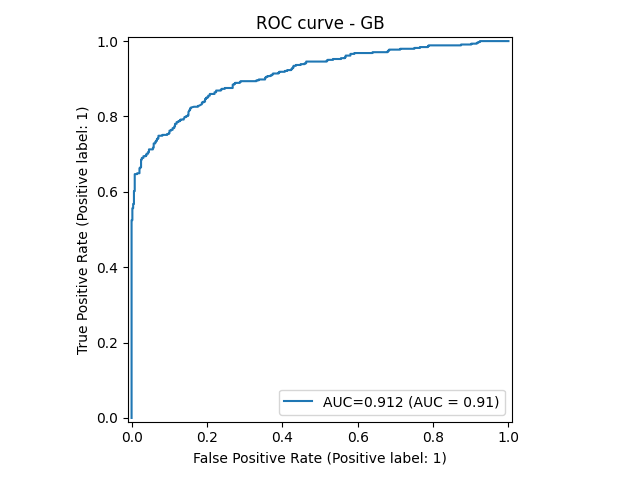 ROC curve - GB
1.0
0.8
0.6
0.4
0.2
0.0
True Positive Rate (Positive label: 1)
AUC=0.912 (AUC = 0.91)
0.0 0.2 0.4 0.6 0.8 1.0
False Positive Rate (Positive label: 1)